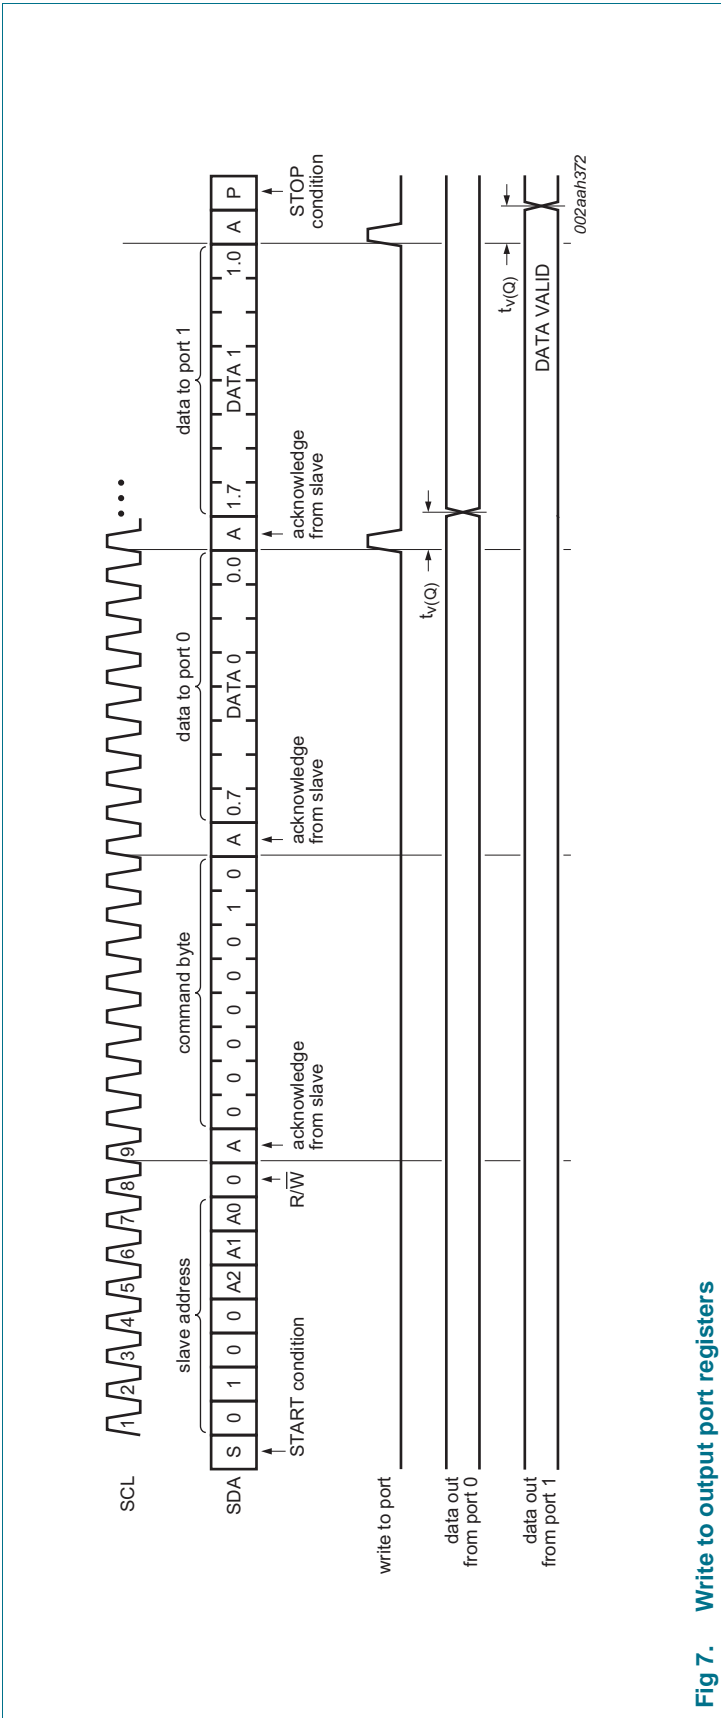 SCL
1 2 3 4 5 6 7 8 9
slave address
command byte
data to port 0
data to port 1
SDA
S 0 1 0 0 A2 A1 A0 0 A 0 0 0 0 0 0 1 0 A 0.7 DATA 0 0.0 A 1.7 DATA 1 1.0 A P
START condition
R/W
acknowledge
from slave
acknowledge
from slave
acknowledge
from slave
STOP
condition
write to port
data out
from port 0
tv(Q)
data out
from port 1
tv(Q)
DATA VALID
002aah372
Fig 7. Write to output port registers